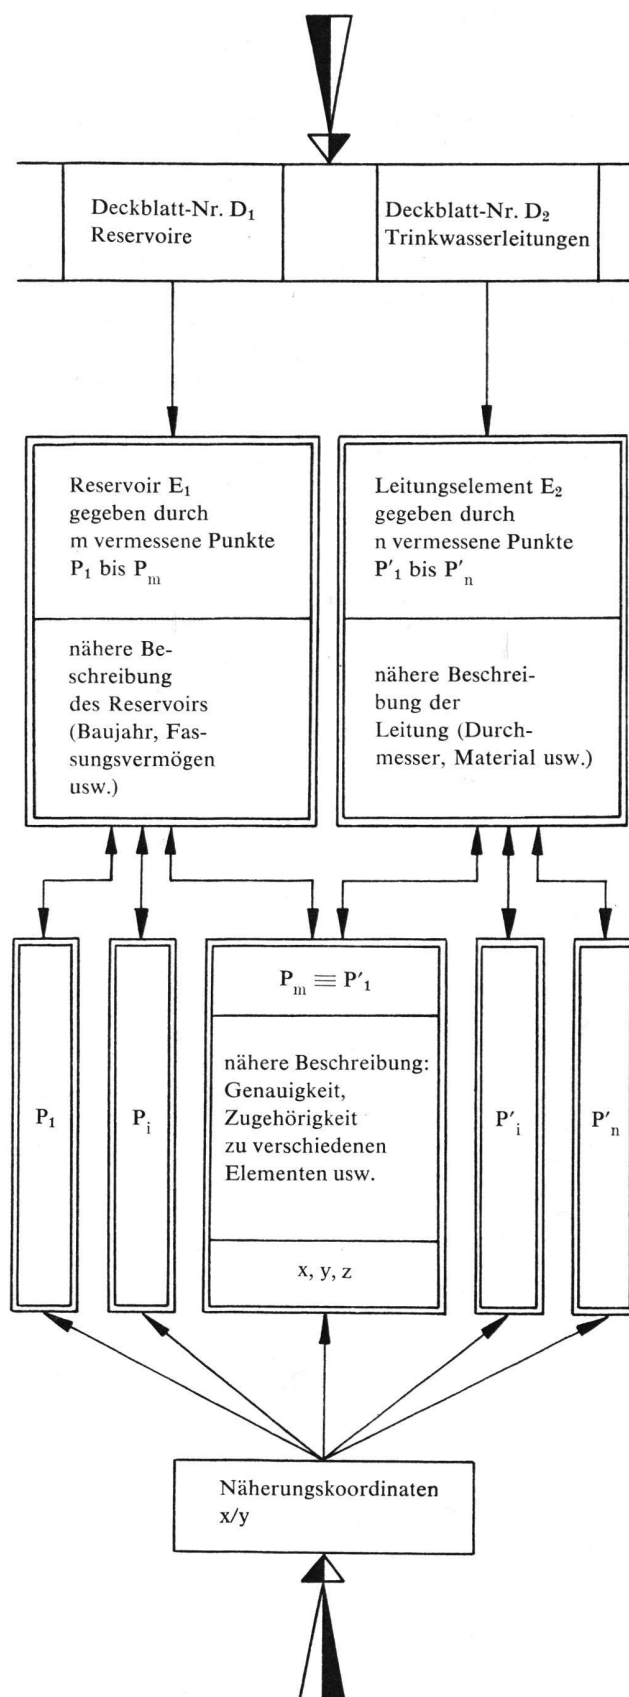 Deckblatt-Nr. D₁
Reservoire
Deckblatt-Nr. D₂
Trinkwasserleitungen
Reservoir E₁
gegeben durch
m vermessene Punkte
P₁ bis Pₘ
Leitungselement E₂
gegeben durch
n vermessene Punkte
P′₁ bis P′ₙ
nähere Be-
schreibung
des Reservoirs
(Baujahr, Fas-
sungsvermögen
usw.)
nähere Beschrei-
bung der
Leitung (Durch-
messer, Material usw.)
P₁
Pᵢ
Pₘ ≡ P′₁
nähere Beschreibung:
Genauigkeit,
Zugehörigkeit
zu verschiedenen
Elementen usw.
x, y, z
P′ᵢ
P′ₙ
Näherungskoordinaten
x/y